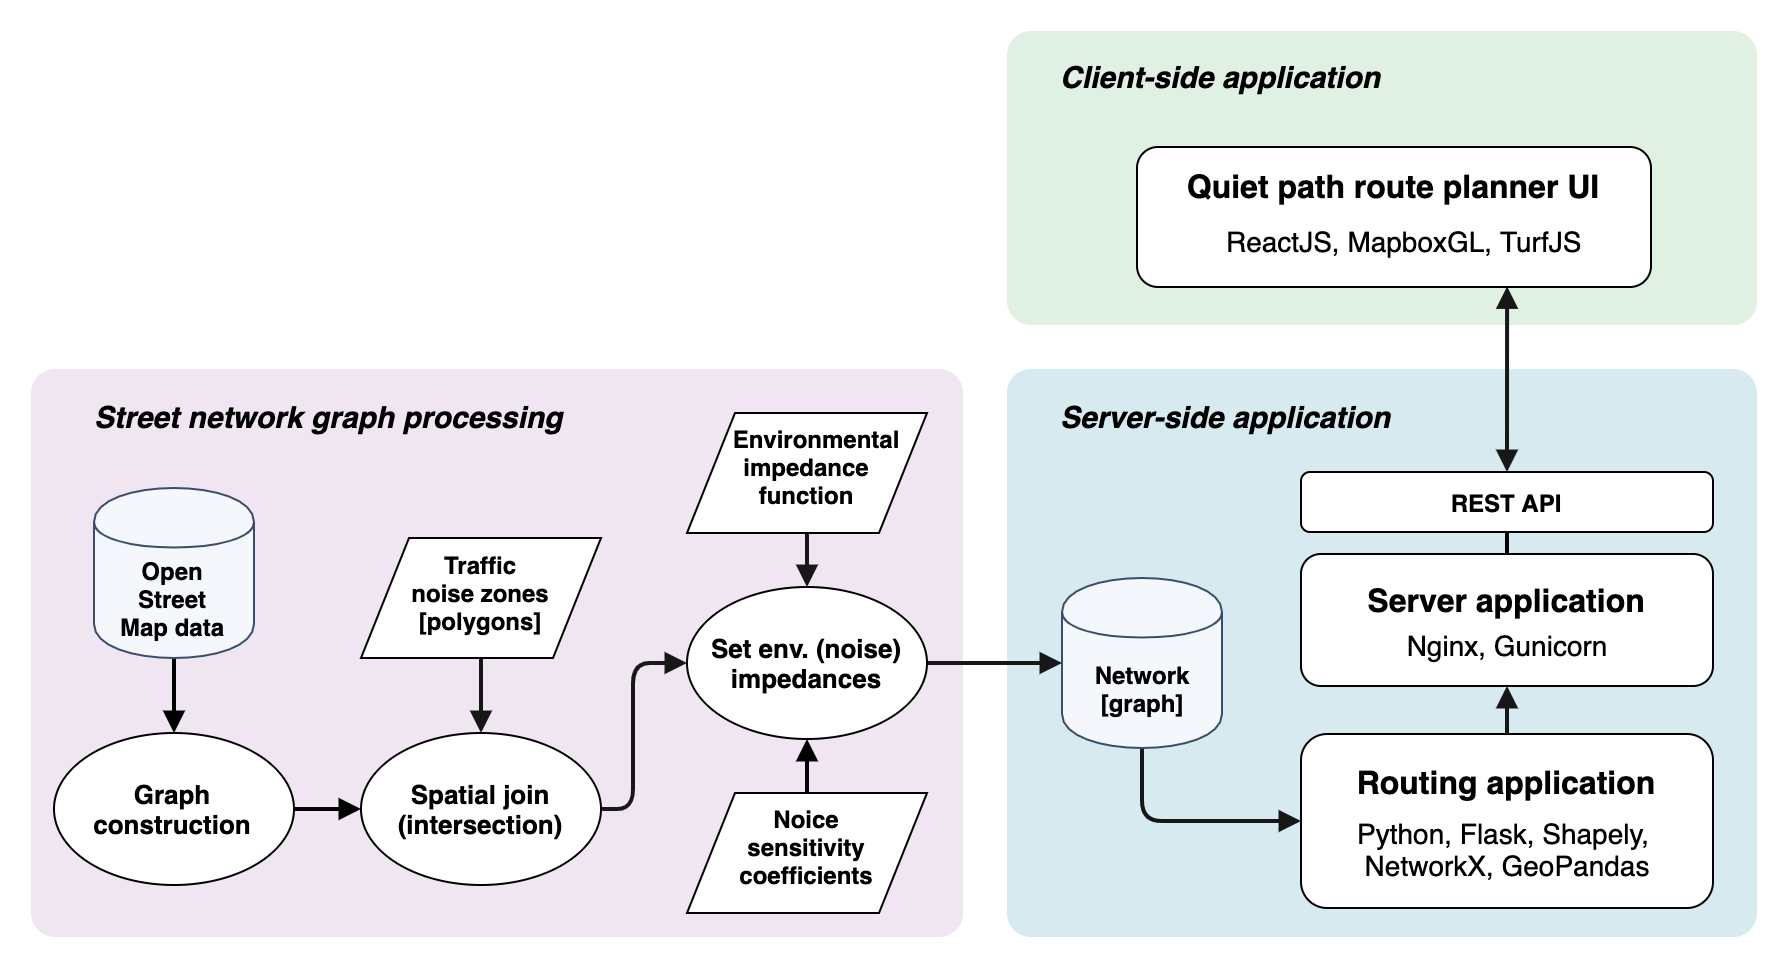 Client-side application
Quiet path route planner UI
ReactJS, MapboxGL, TurfJS
Street network graph processing
Open
Street
Map data
Graph
construction
Traffic
noise zones
[polygons]
Spatial join
(intersection)
Environmental
impedance
function
Set env. (noise)
impedances
Noice
sensitivity
coefficients
Server-side application
Network
[graph]
REST API
Server application
Nginx, Gunicorn
Routing application
Python, Flask, Shapely,
NetworkX, GeoPandas